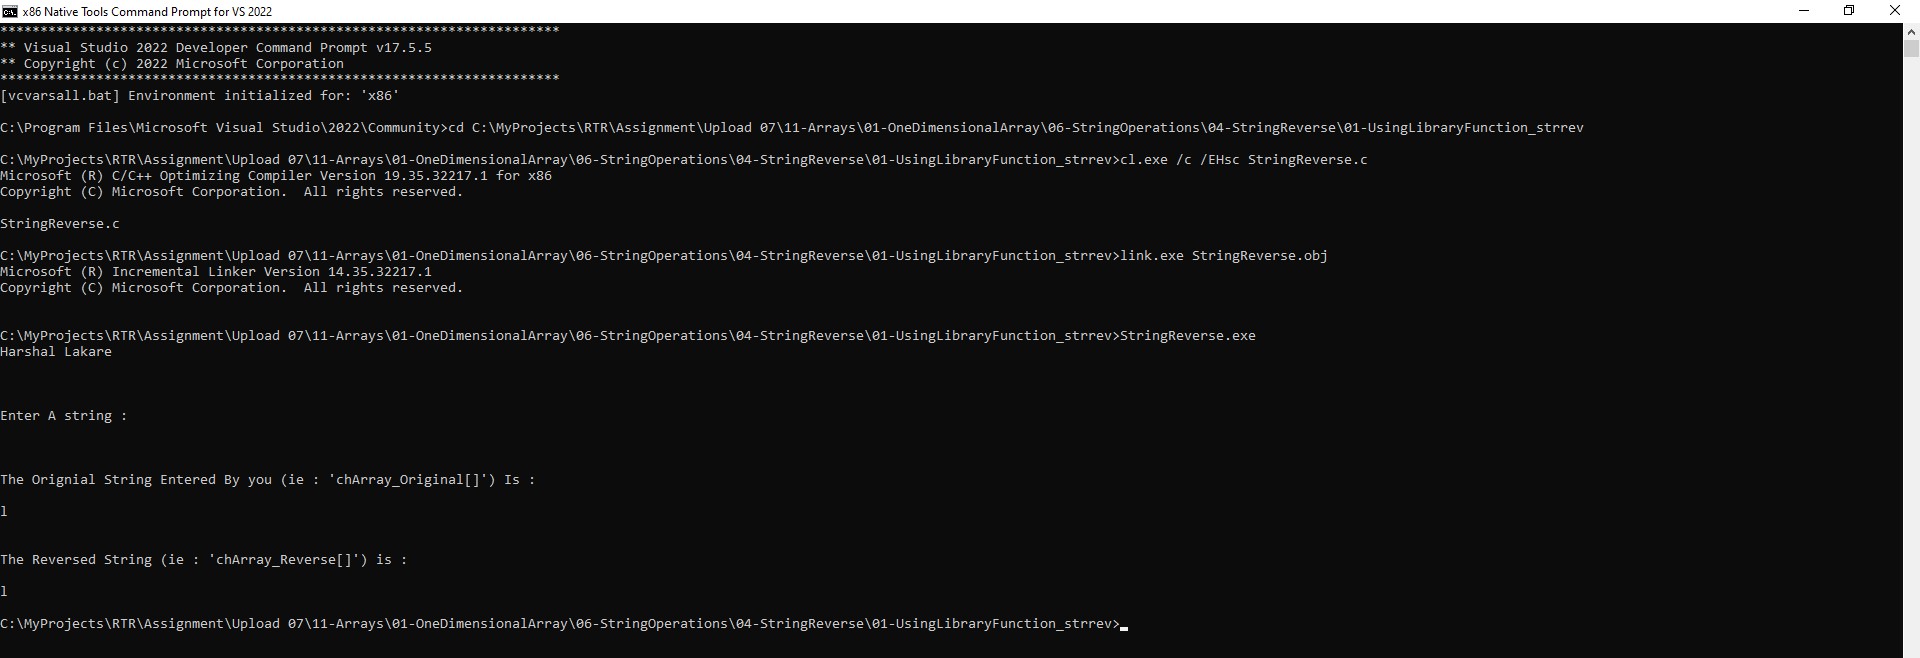 x86 Native Tools Command Prompt for VS 2022
**********************************************************************
** Visual Studio 2022 Developer Command Prompt v17.5.5
** Copyright (c) 2022 Microsoft Corporation
**********************************************************************
[vcvarsall.bat] Environment initialized for: 'x86'
C:\Program Files\Microsoft Visual Studio\2022\Community>cd C:\MyProjects\RTR\Assignment\Upload 07\11-Arrays\01-OneDimensionalArray\06-StringOperations\04-StringReverse\01-UsingLibraryFunction_strrev
C:\MyProjects\RTR\Assignment\Upload 07\11-Arrays\01-OneDimensionalArray\06-StringOperations\04-StringReverse\01-UsingLibraryFunction_strrev>cl.exe /c /EHsc StringReverse.c
Microsoft (R) C/C++ Optimizing Compiler Version 19.35.32217.1 for x86
Copyright (C) Microsoft Corporation.  All rights reserved.
StringReverse.c
C:\MyProjects\RTR\Assignment\Upload 07\11-Arrays\01-OneDimensionalArray\06-StringOperations\04-StringReverse\01-UsingLibraryFunction_strrev>link.exe StringReverse.obj
Microsoft (R) Incremental Linker Version 14.35.32217.1
Copyright (C) Microsoft Corporation.  All rights reserved.
C:\MyProjects\RTR\Assignment\Upload 07\11-Arrays\01-OneDimensionalArray\06-StringOperations\04-StringReverse\01-UsingLibraryFunction_strrev>StringReverse.exe
Harshal Lakare
Enter A string :
The Orignial String Entered By you (ie : 'chArray_Original[]') Is :
l
The Reversed String (ie : 'chArray_Reverse[]') is :
l
C:\MyProjects\RTR\Assignment\Upload 07\11-Arrays\01-OneDimensionalArray\06-StringOperations\04-StringReverse\01-UsingLibraryFunction_strrev>